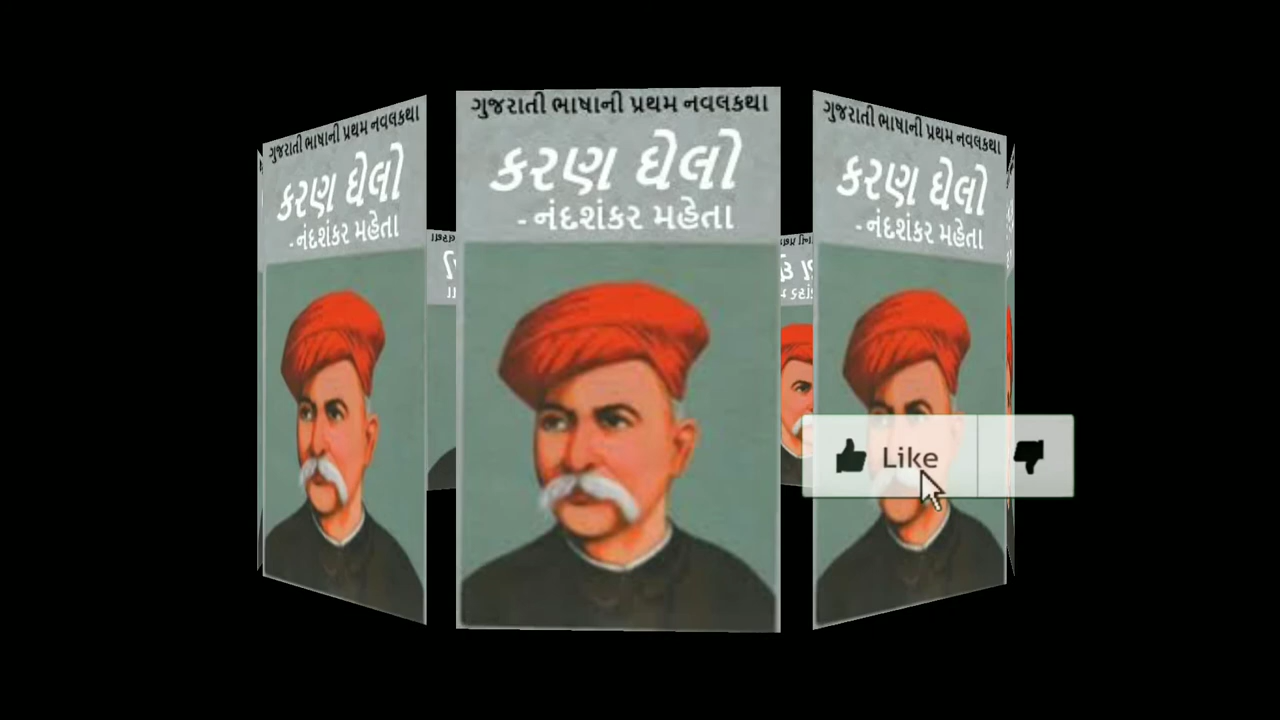 ગુજરાતી ભાષાની પ્રથમ નવલકથા
કરણ ઘેલો
- નંદશંકર મહેતા
ગુજરાતી ભાષાની પ્રથમ નવલકથા
કરણ ઘેલો
- નંદશંકર મહેતા
ગુજરાતી ભાષાની પ્રથમ નવલકથા
કરણ ઘેલો
- નંદશંકર મહેતા
Like